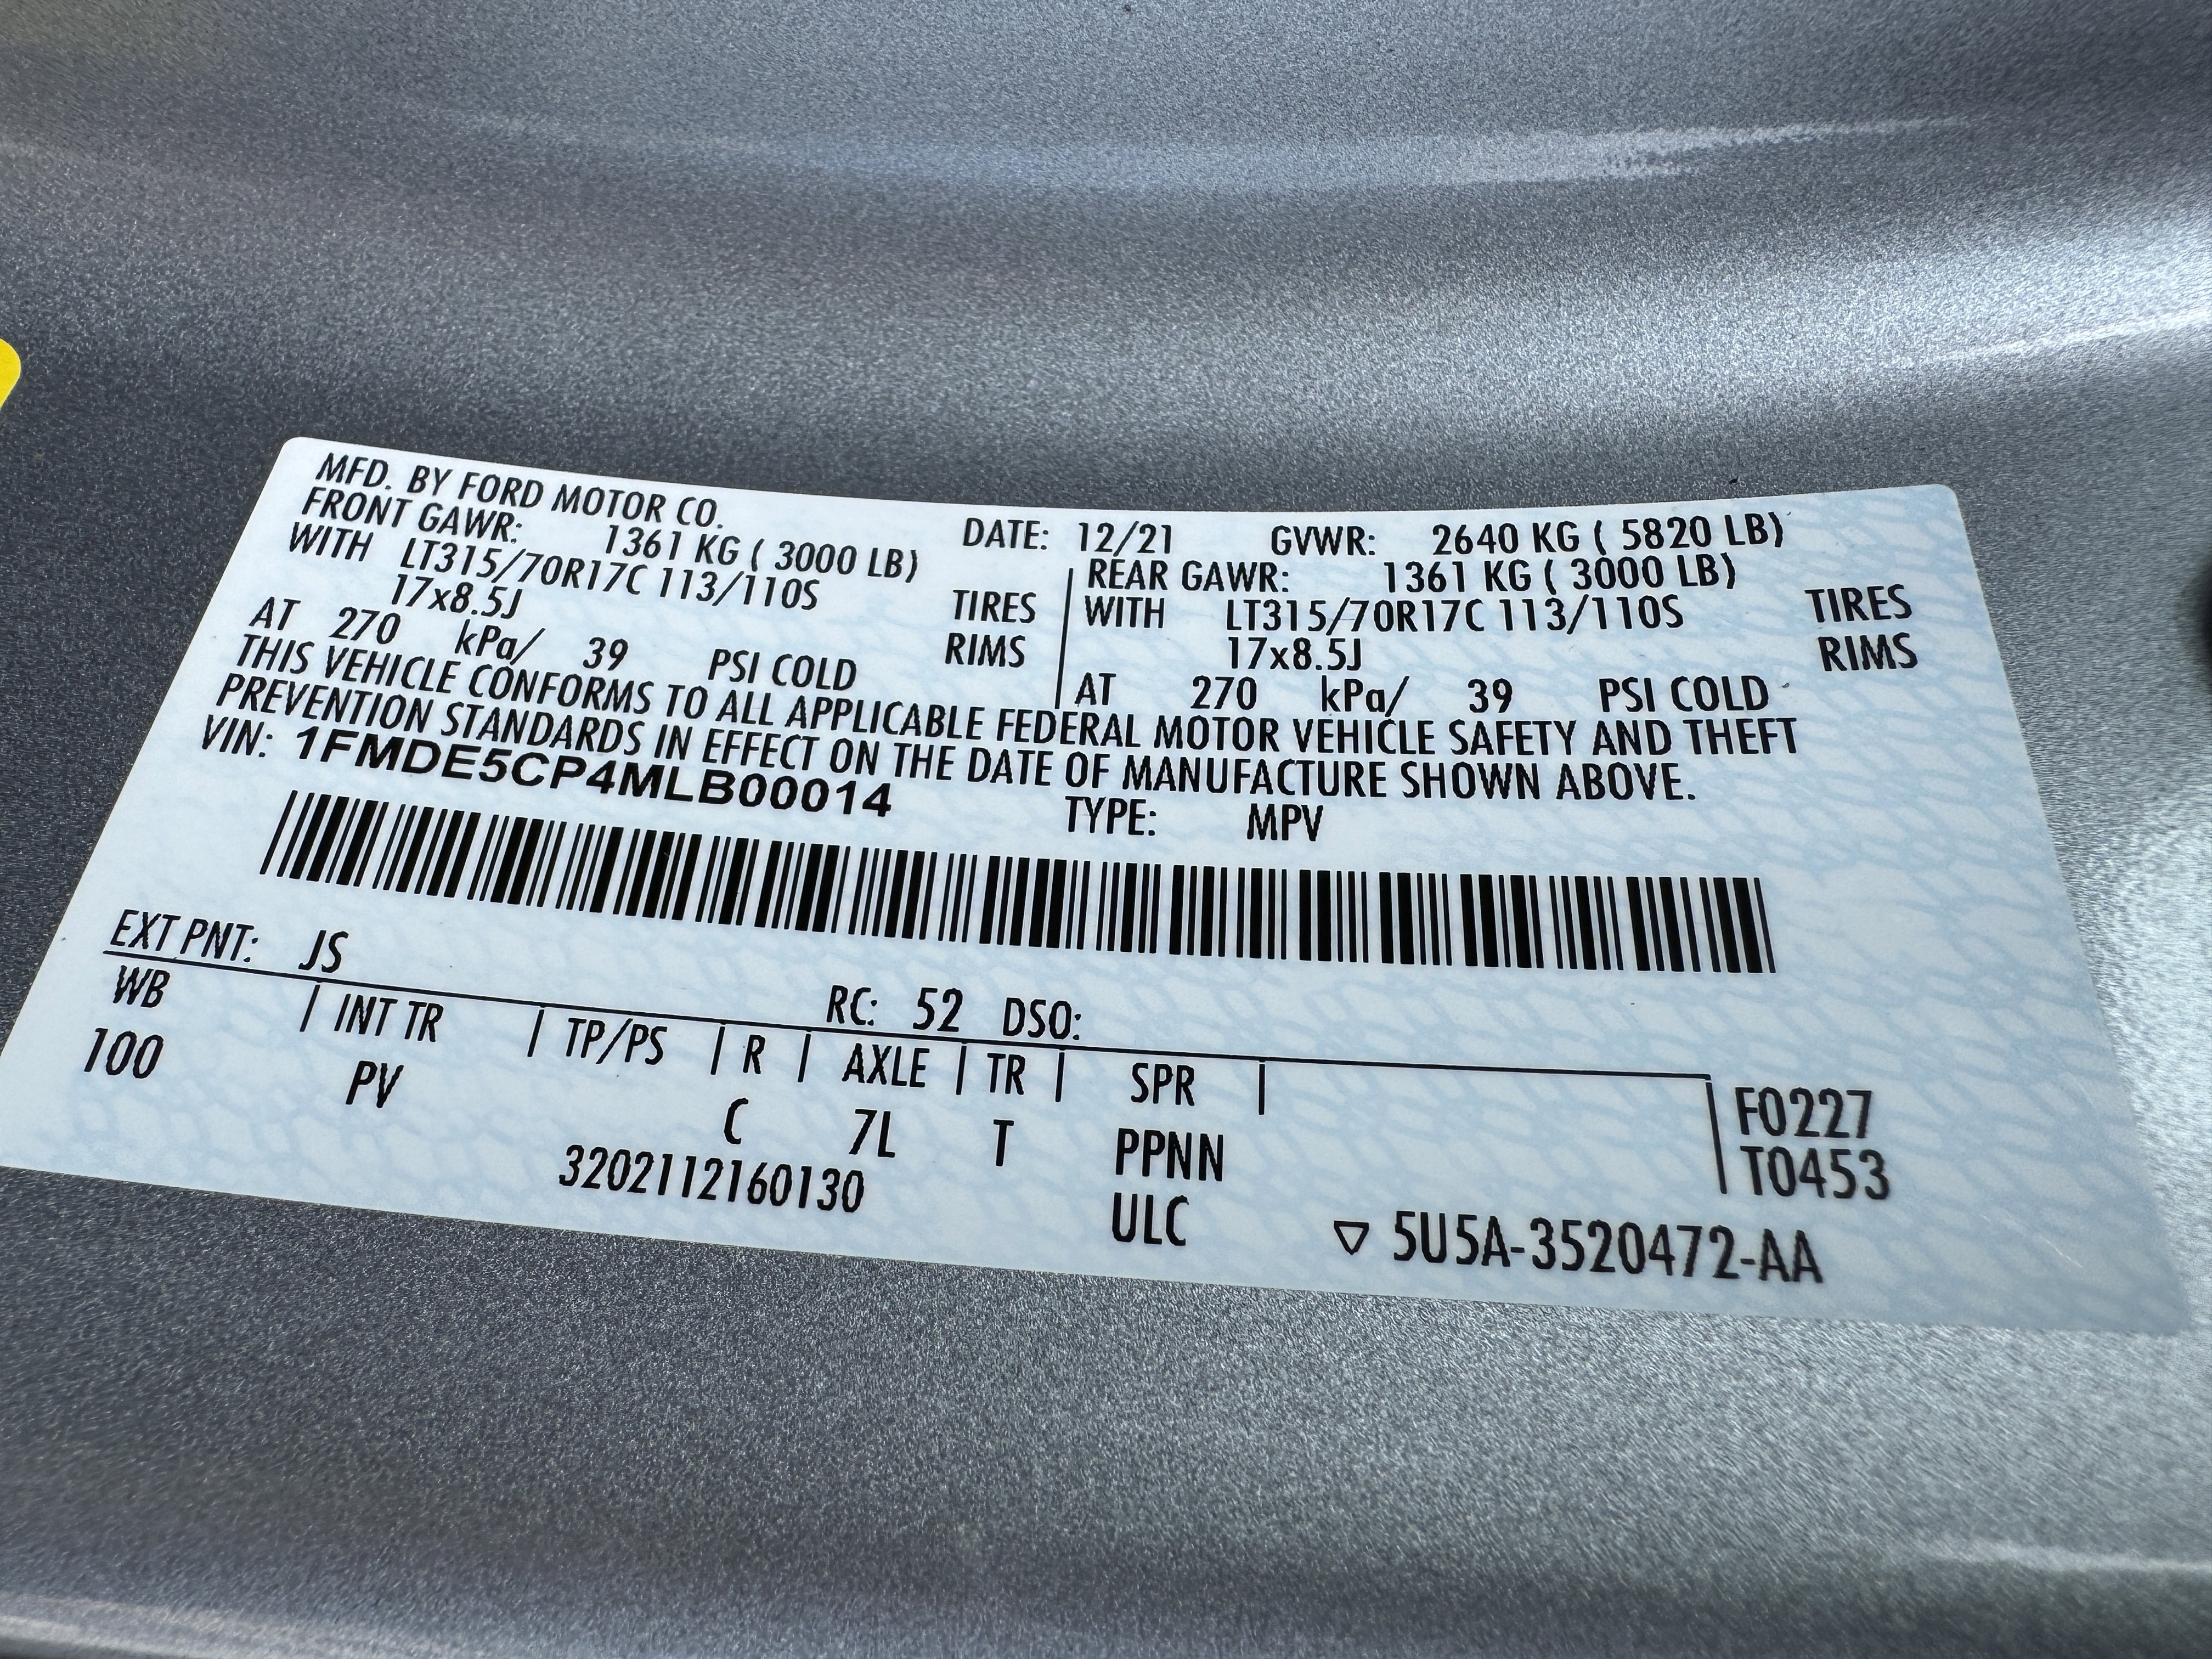 MFD. BY FORD MOTOR CO.
DATE: 12/21 GVWR: 2640 KG ( 5820 LB)
FRONT GAWR: 1361 KG ( 3000 LB)
WITH LT315/70R17C 113/110S TIRES
17x8.5J RIMS
AT 270 kPa/ 39 PSI COLD
REAR GAWR: 1361 KG ( 3000 LB)
WITH LT315/70R17C 113/110S TIRES
17x8.5J RIMS
AT 270 kPa/ 39 PSI COLD
THIS VEHICLE CONFORMS TO ALL APPLICABLE FEDERAL MOTOR VEHICLE SAFETY AND THEFT
PREVENTION STANDARDS IN EFFECT ON THE DATE OF MANUFACTURE SHOWN ABOVE.
VIN: 1FMDE5CP4MLB00014 TYPE: MPV
EXT PNT: JS RC: 52 DSO:
WB | INT TR | TP/PS | R | AXLE | TR | SPR |
100 PV C 7L T PPNN
F0227
T0453
3202112160130 ULC
▽ 5U5A-3520472-AA